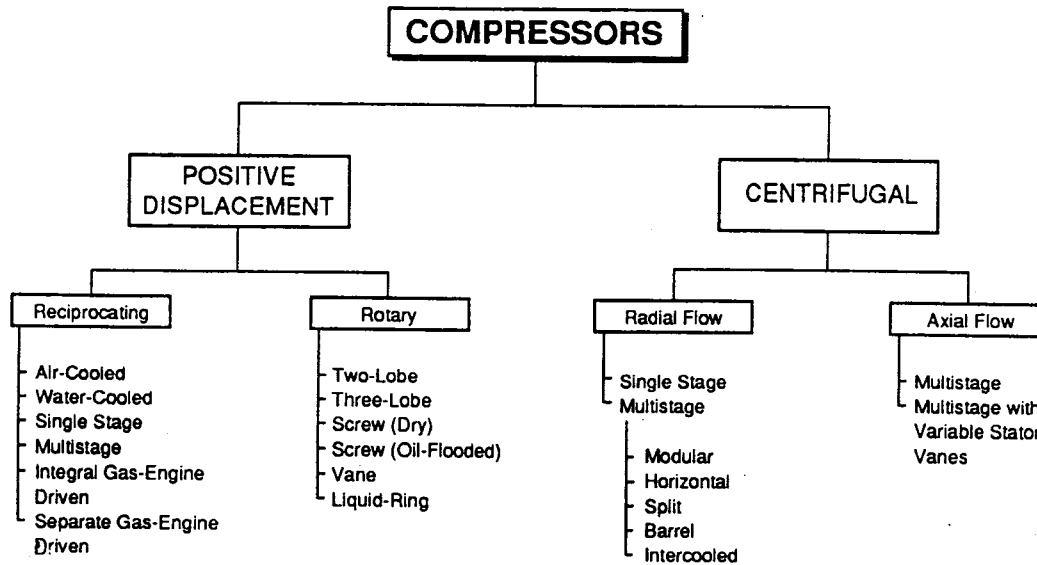 COMPRESSORS
POSITIVE
DISPLACEMENT
CENTRIFUGAL
Reciprocating
Air-Cooled
Water-Cooled
Single Stage
Multistage
Integral Gas-Engine
Driven
Separate Gas-Engine
Driven
Rotary
Two-Lobe
Three-Lobe
Screw (Dry)
Screw (Oil-Flooded)
Vane
Liquid-Ring
Radial Flow
Single Stage
Multistage
Modular
Horizontal
Split
Barrel
Intercooled
Axial Flow
Multistage
Multistage with
Variable Stator
Vanes